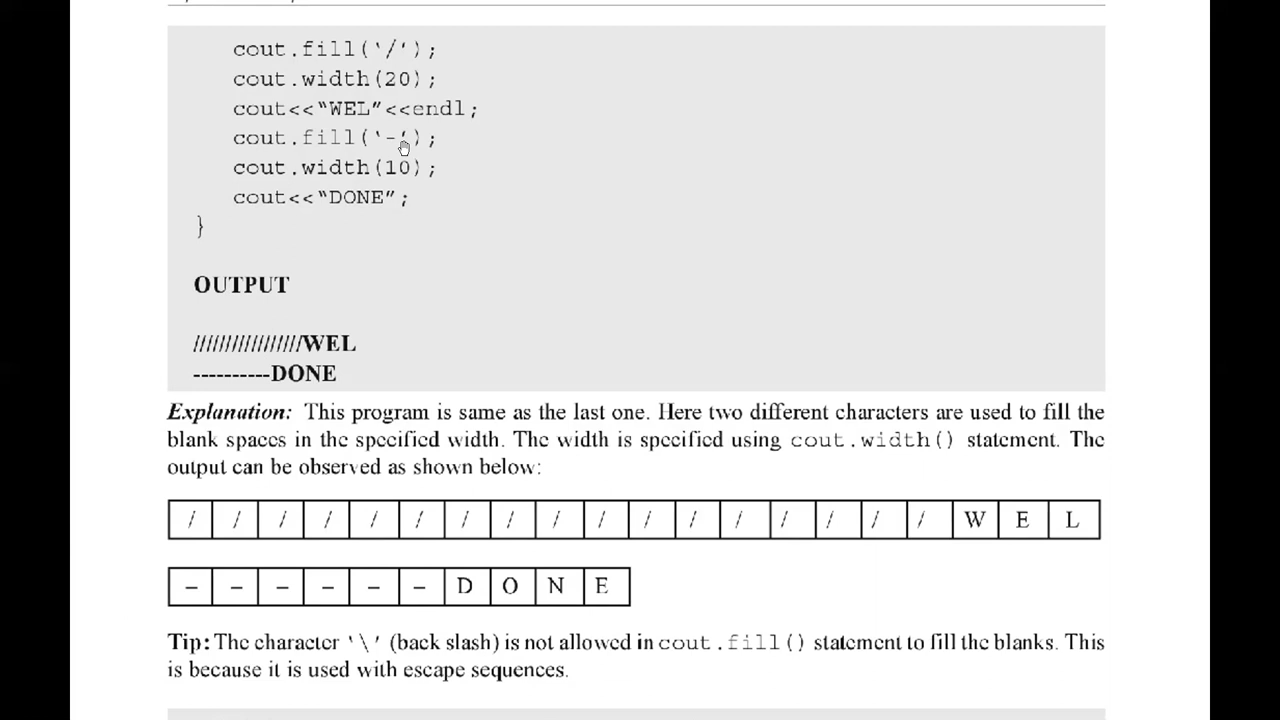 cout.fill('/');
cout.width(20);
cout<<“WEL”<<endl;
cout.fill('-');
cout.width(10);
cout<<“DONE”;
}
OUTPUT
/////////////////WEL
----------DONE
Explanation: This program is same as the last one. Here two different characters are used to fill the
blank spaces in the specified width. The width is specified using cout.width() statement. The
output can be observed as shown below:
/ / / / / / / / / / / / / / / / / W E L
– – – – – – D O N E
Tip: The character '\' (back slash) is not allowed in cout.fill() statement to fill the blanks. This
is because it is used with escape sequences.